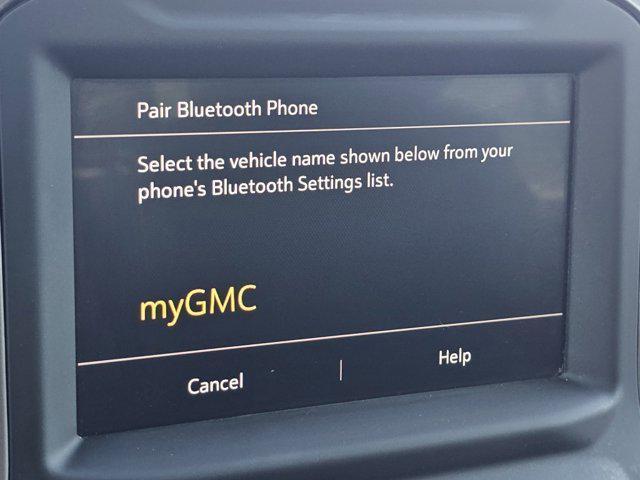 Pair Bluetooth Phone
Select the vehicle name shown below from your
phone's Bluetooth Settings list.
myGMC
Cancel | Help